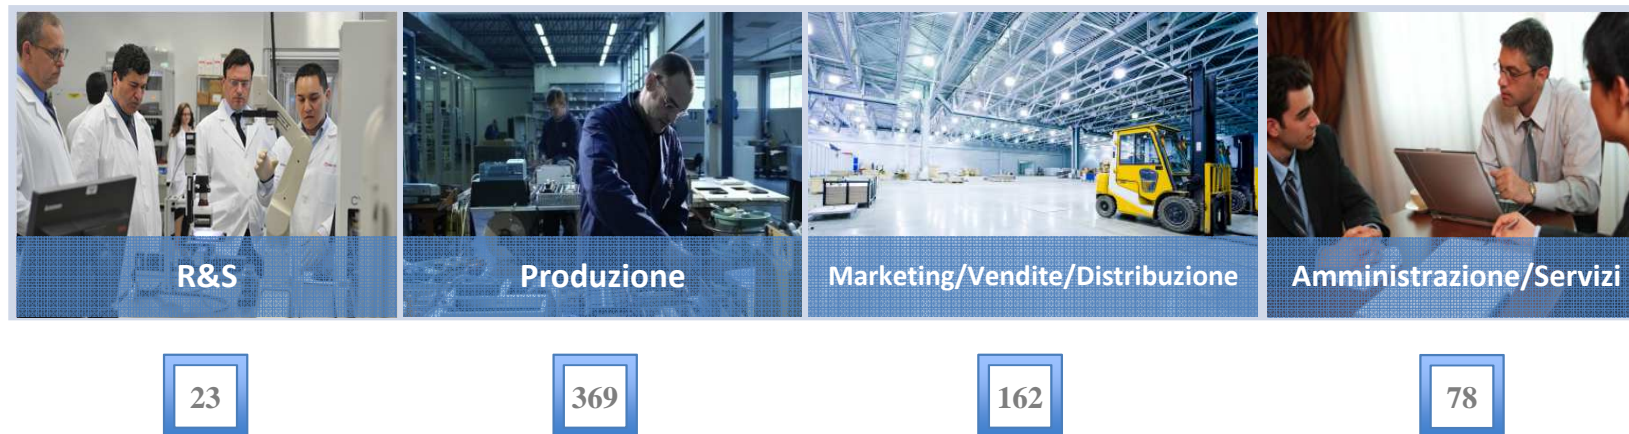 R&S
Produzione
Marketing/Vendite/Distribuzione
Amministrazione/Servizi
23
369
162
78